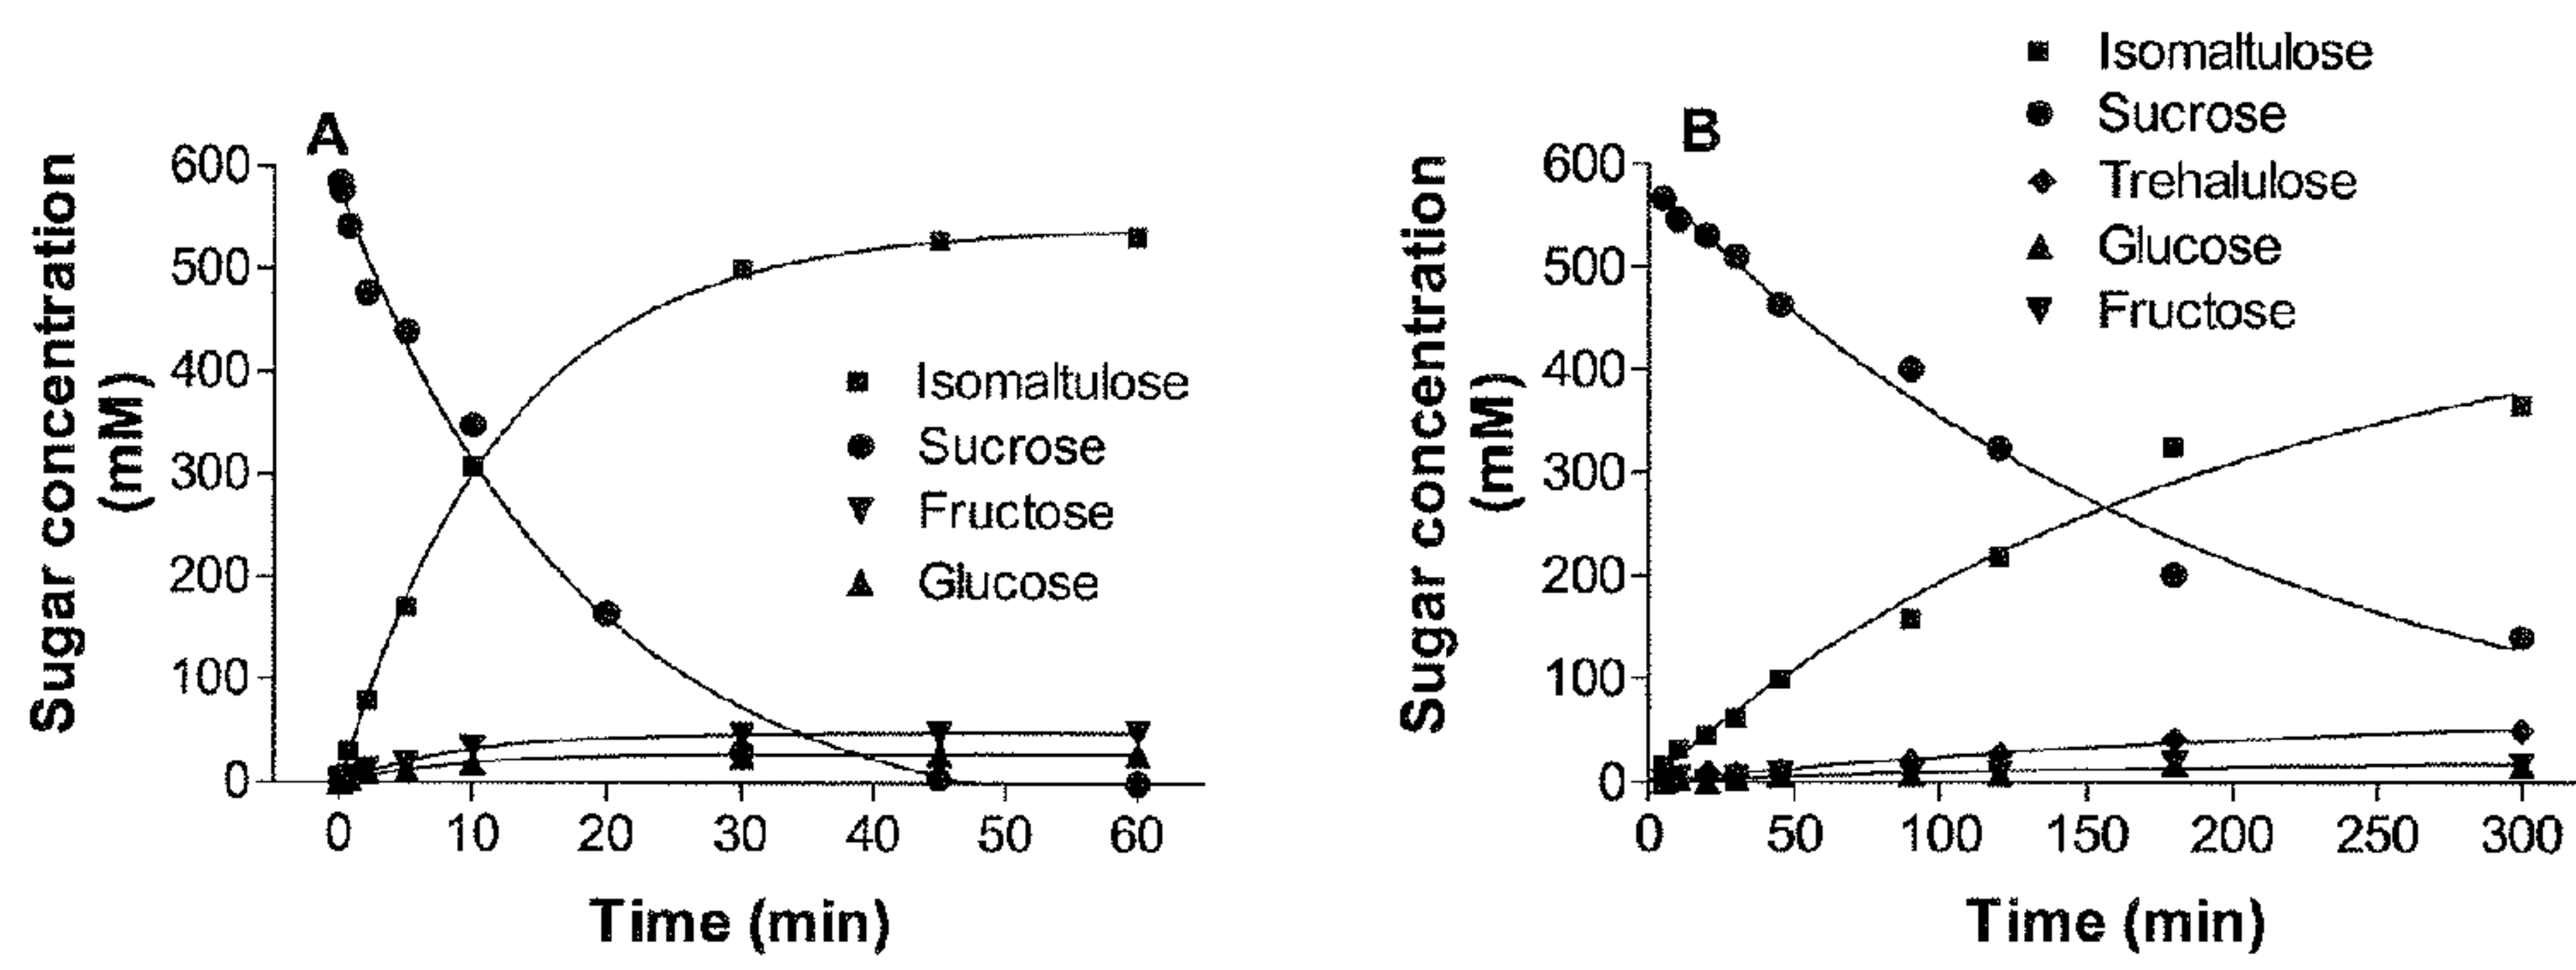 A
Sugar concentration
(mM)
600
500
400
300
200
100
0
0 10 20 30 40 50 60
Time (min)
Isomaltulose
Sucrose
Fructose
Glucose
B
Sugar concentration
(mM)
600
500
400
300
200
100
0
0 50 100 150 200 250 300
Time (min)
Isomaltulose
Sucrose
Trehalulose
Glucose
Fructose